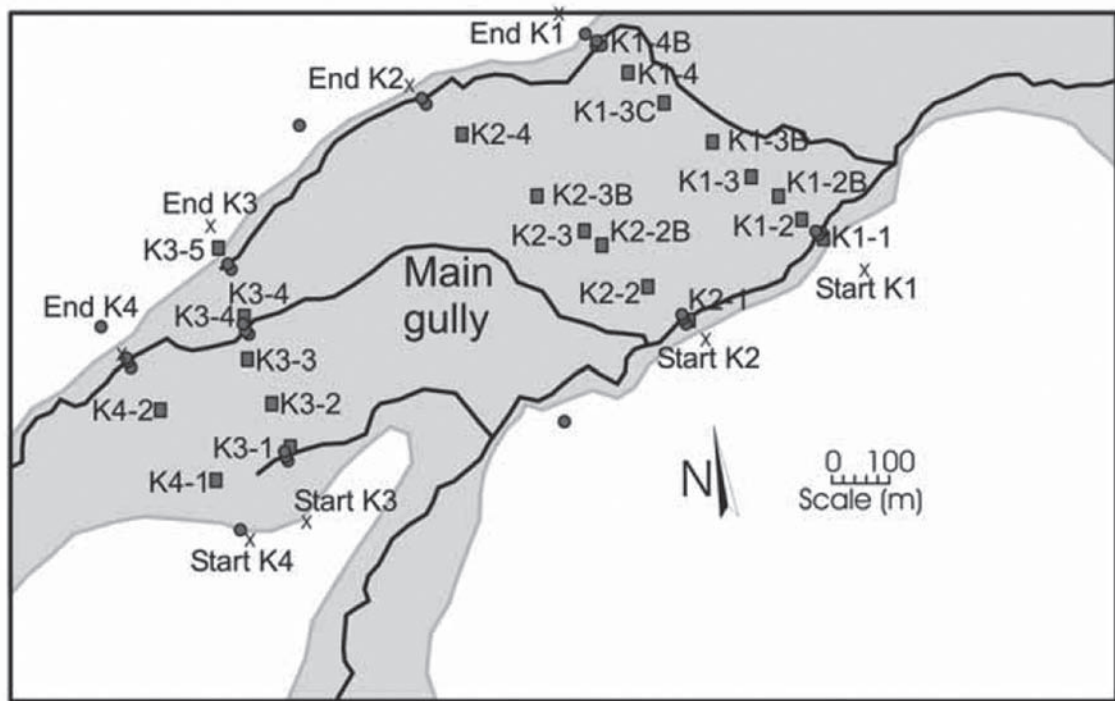 End K1
K1-4B
K1-4
End K2
K1-3C
K2-4
K1-3B
K1-3
K1-2B
End K3
K2-3B
K1-2
K2-3
K2-2B
K1-1
K3-5
Main
gully
Start K1
K3-4
K2-2
K2-1
End K4
K3-4
Start K2
K3-3
K4-2
K3-2
K3-1
K4-1
N
0 100
Scale (m)
Start K3
Start K4